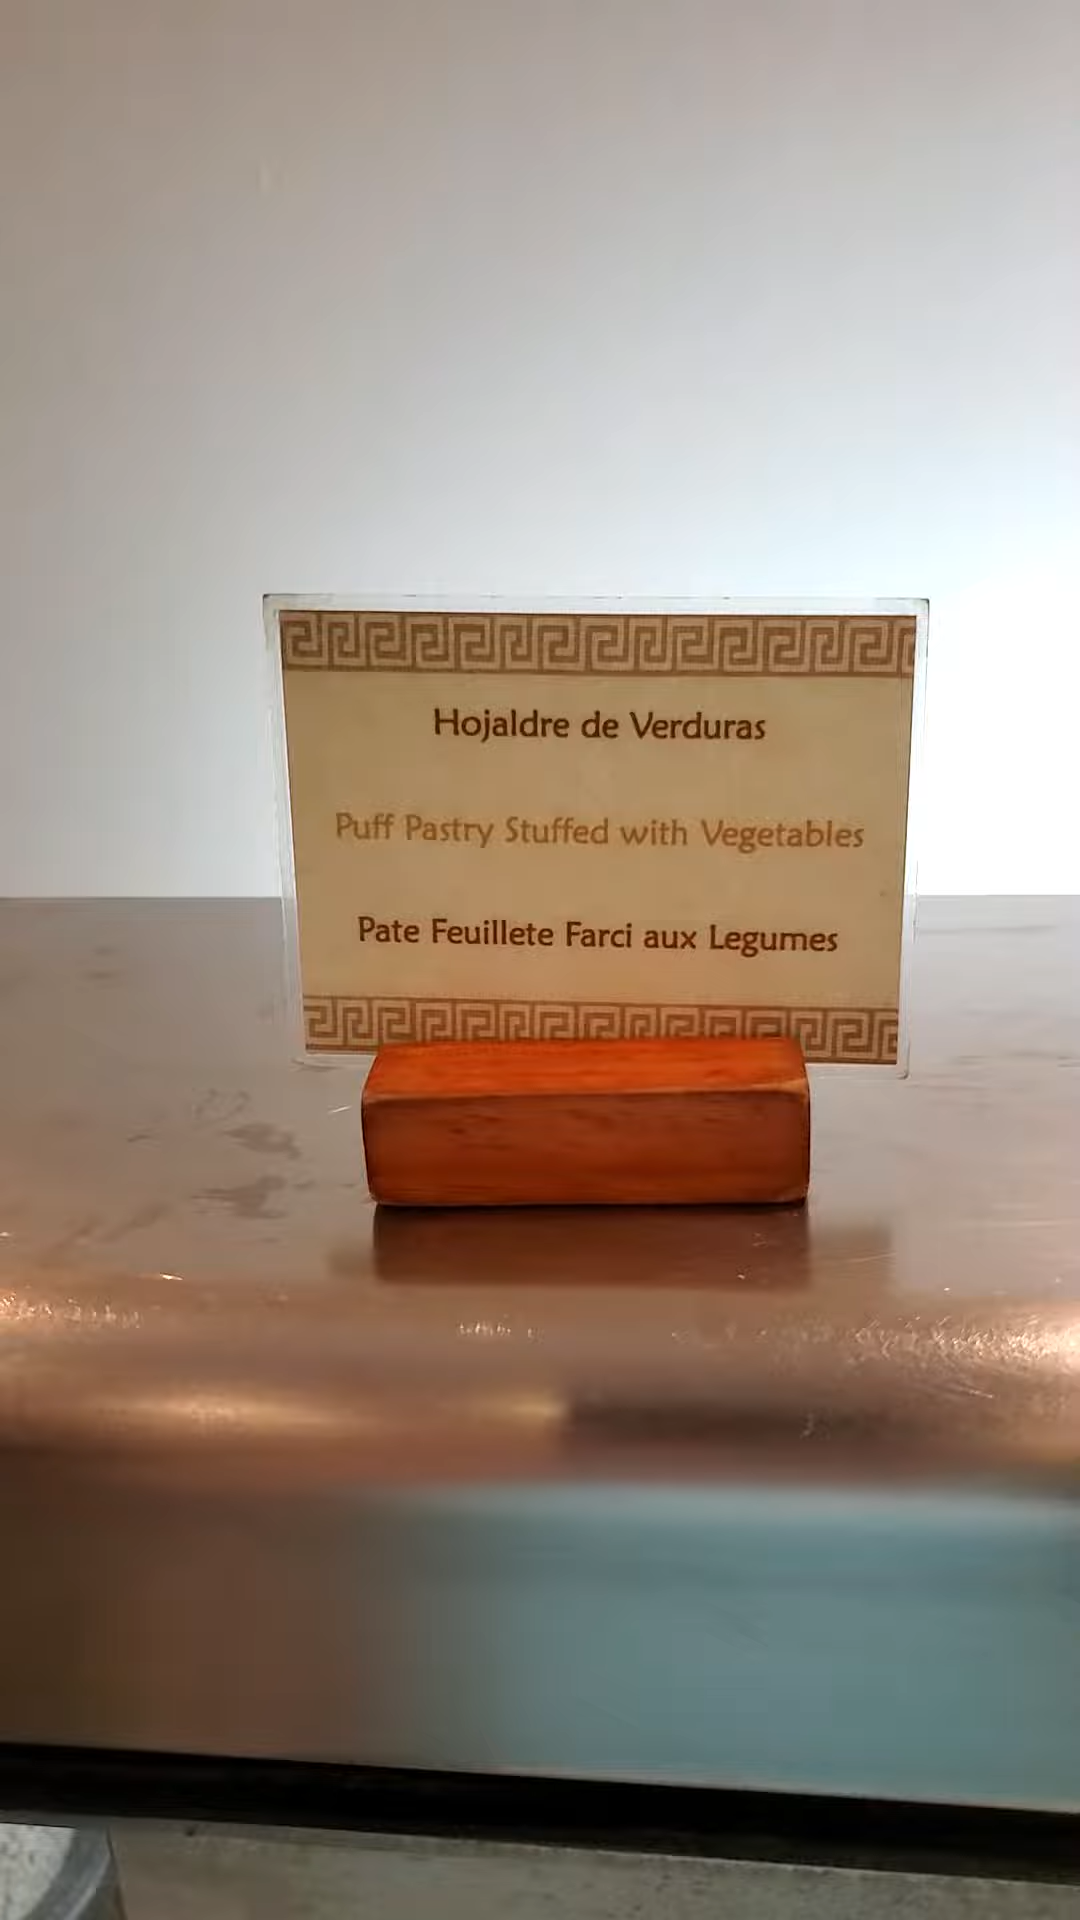 Hojaldre de Verduras
Puff Pastry Stuffed with Vegetables
Pate Feuillete Farci aux Legumes